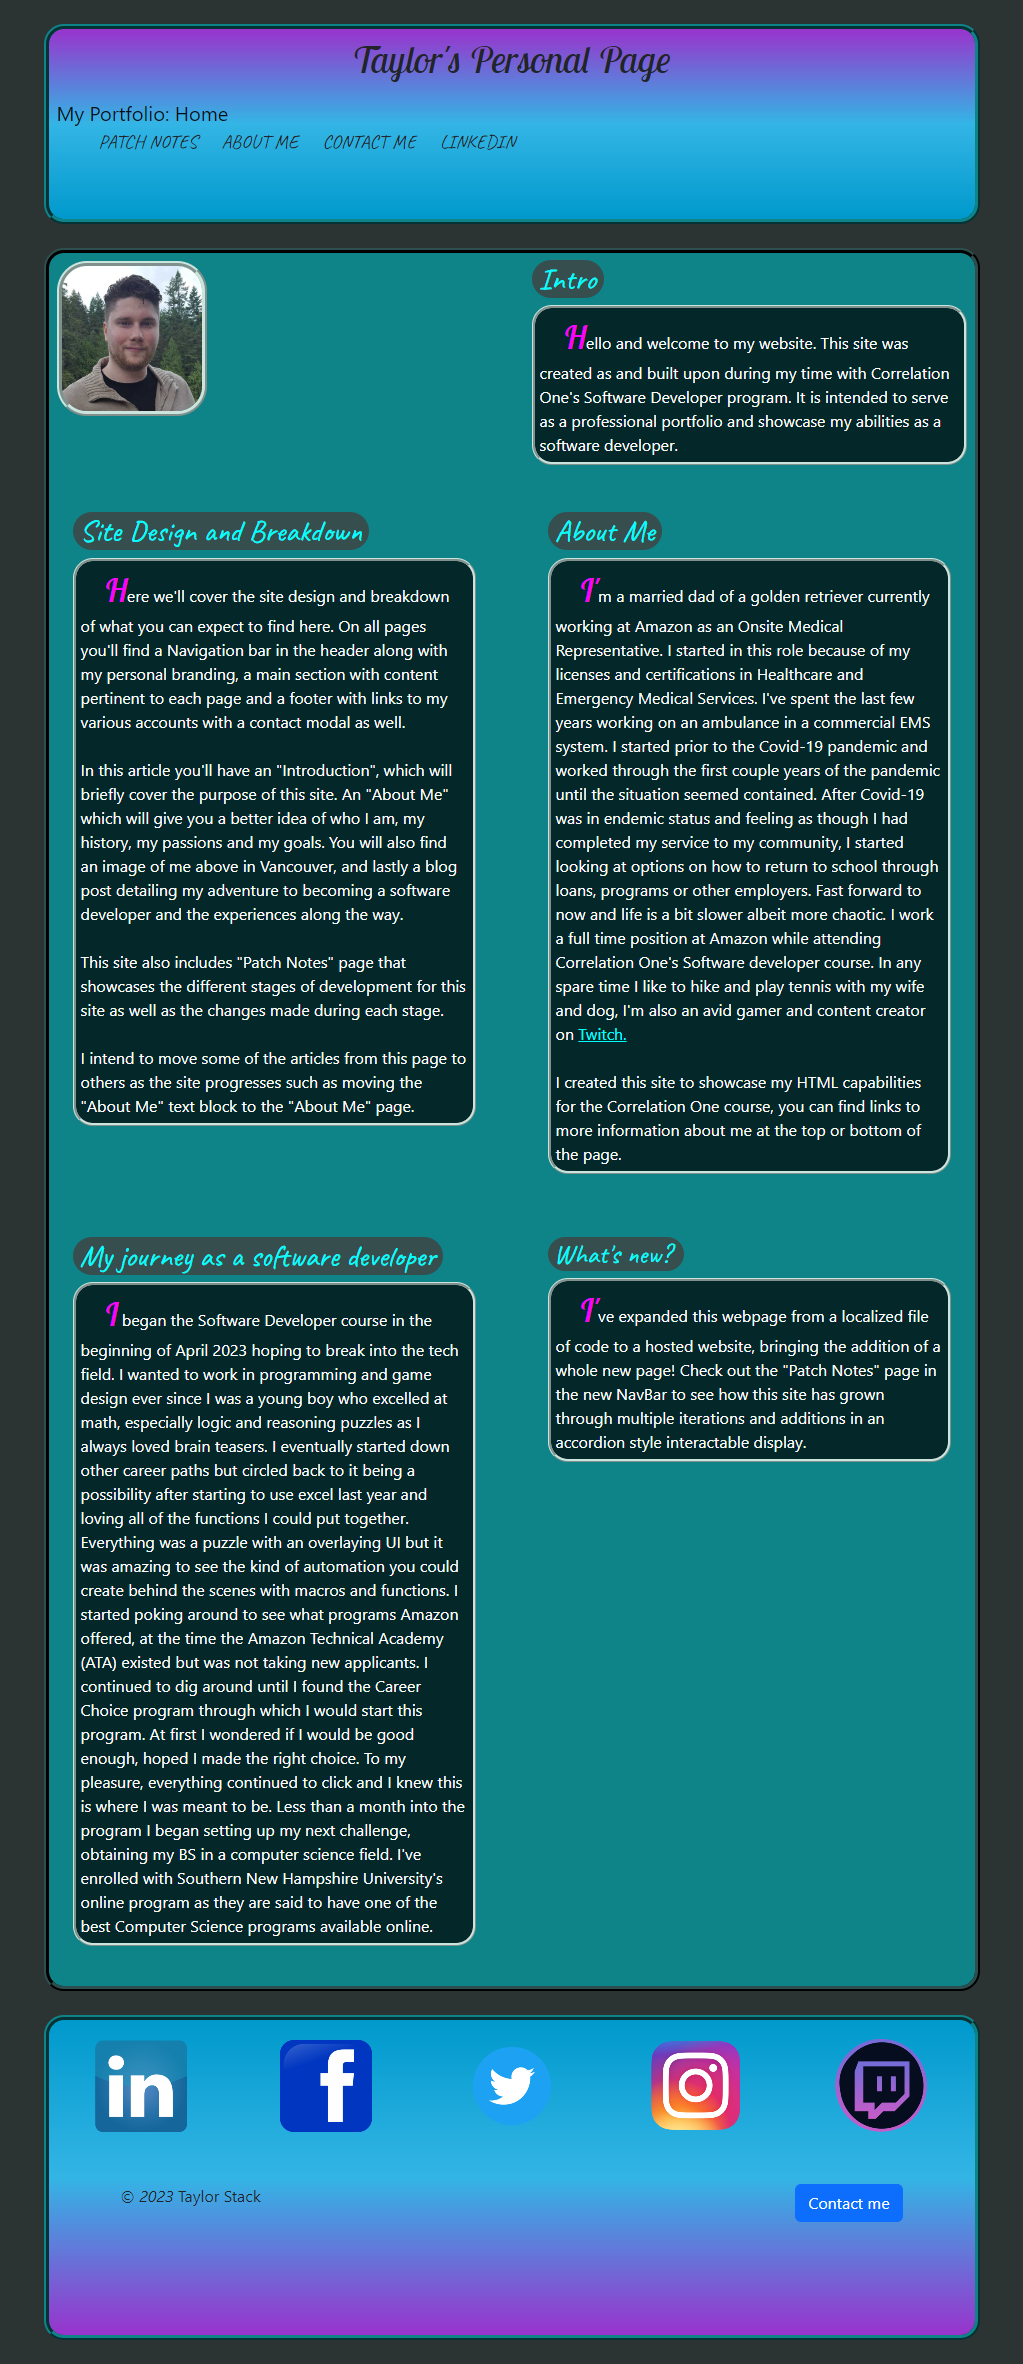 Taylor's Personal Page
My Portfolio: Home
PATCH NOTES ABOUT ME CONTACT ME LINKEDIN
Intro
Hello and welcome to my website. This site was
created as and built upon during my time with Correlation
One's Software Developer program. It is intended to serve
as a professional portfolio and showcase my abilities as a
software developer.
Site Design and Breakdown
Here we'll cover the site design and breakdown
of what you can expect to find here. On all pages
you'll find a Navigation bar in the header along with
my personal branding, a main section with content
pertinent to each page and a footer with links to my
various accounts with a contact modal as well.
In this article you'll have an "Introduction", which will
briefly cover the purpose of this site. An "About Me"
which will give you a better idea of who I am, my
history, my passions and my goals. You will also find
an image of me above in Vancouver, and lastly a blog
post detailing my adventure to becoming a software
developer and the experiences along the way.
This site also includes "Patch Notes" page that
showcases the different stages of development for this
site as well as the changes made during each stage.
I intend to move some of the articles from this page to
others as the site progresses such as moving the
"About Me" text block to the "About Me" page.
About Me
I'm a married dad of a golden retriever currently
working at Amazon as an Onsite Medical
Representative. I started in this role because of my
licenses and certifications in Healthcare and
Emergency Medical Services. I've spent the last few
years working on an ambulance in a commercial EMS
system. I started prior to the Covid-19 pandemic and
worked through the first couple years of the pandemic
until the situation seemed contained. After Covid-19
was in endemic status and feeling as though I had
completed my service to my community, I started
looking at options on how to return to school through
loans, programs or other employers. Fast forward to
now and life is a bit slower albeit more chaotic. I work
a full time position at Amazon while attending
Correlation One's Software developer course. In any
spare time I like to hike and play tennis with my wife
and dog, I'm also an avid gamer and content creator
on Twitch.
I created this site to showcase my HTML capabilities
for the Correlation One course, you can find links to
more information about me at the top or bottom of
the page.
My journey as a software developer
I began the Software Developer course in the
beginning of April 2023 hoping to break into the tech
field. I wanted to work in programming and game
design ever since I was a young boy who excelled at
math, especially logic and reasoning puzzles as I
always loved brain teasers. I eventually started down
other career paths but circled back to it being a
possibility after starting to use excel last year and
loving all of the functions I could put together.
Everything was a puzzle with an overlaying UI but it
was amazing to see the kind of automation you could
create behind the scenes with macros and functions. I
started poking around to see what programs Amazon
offered, at the time the Amazon Technical Academy
(ATA) existed but was not taking new applicants. I
continued to dig around until I found the Career
Choice program through which I would start this
program. At first I wondered if I would be good
enough, hoped I made the right choice. To my
pleasure, everything continued to click and I knew this
is where I was meant to be. Less than a month into the
program I began setting up my next challenge,
obtaining my BS in a computer science field. I've
enrolled with Southern New Hampshire University's
online program as they are said to have one of the
best Computer Science programs available online.
What's new?
I've expanded this webpage from a localized file
of code to a hosted website, bringing the addition of a
whole new page! Check out the "Patch Notes" page in
the new NavBar to see how this site has grown
through multiple iterations and additions in an
accordion style interactable display.
in
f
© 2023 Taylor Stack
Contact me